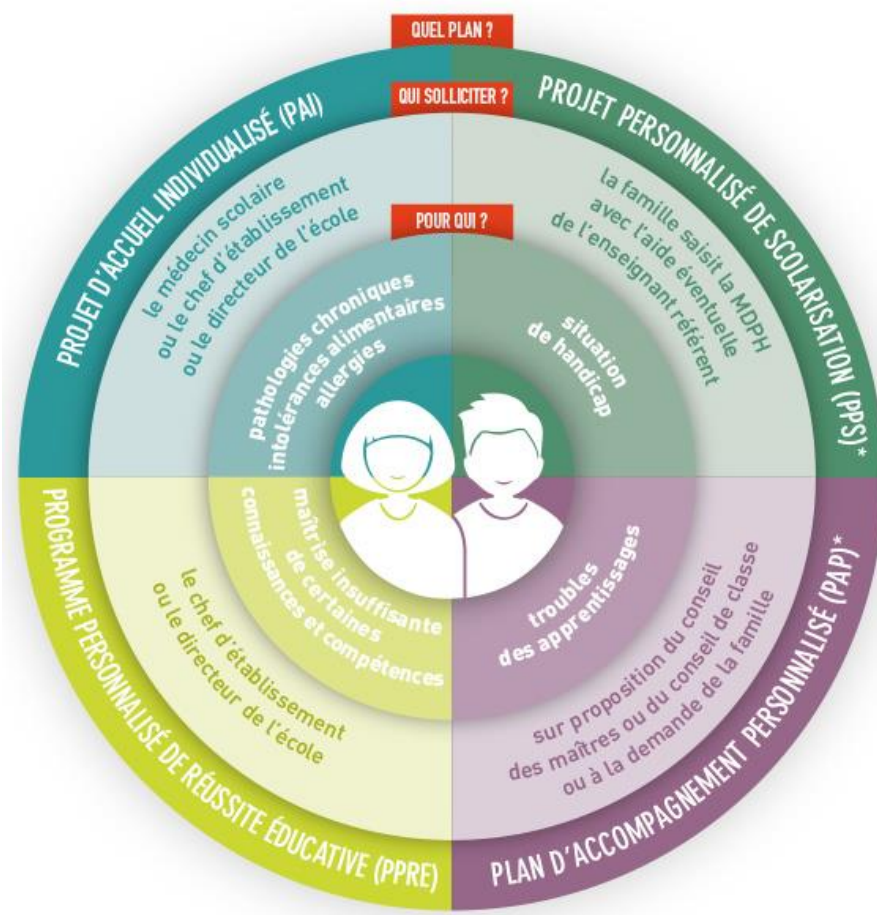 QUEL PLAN ?
QUI SOLLICITER ?
POUR QUI ?
PROJET D'ACCUEIL INDIVIDUALISÉ (PAI)
le médecin scolaire
ou le chef d'établissement
ou le directeur de l'école
pathologies chroniques
intolérances alimentaires
allergies
PROJET PERSONNALISÉ DE SCOLARISATION (PPS)*
la famille saisit la MDPH
avec l'aide éventuelle
de l'enseignant référent
situation
de handicap
PROGRAMME PERSONNALISÉ DE RÉUSSITE ÉDUCATIVE (PPRE)
le chef d'établissement
ou le directeur de l'école
maîtrise insuffisante
de certaines
connaissances et compétences
PLAN D'ACCOMPAGNEMENT PERSONNALISÉ (PAP)*
sur proposition du conseil
des maîtres ou du conseil de classe
ou à la demande de la famille
troubles
des apprentissages